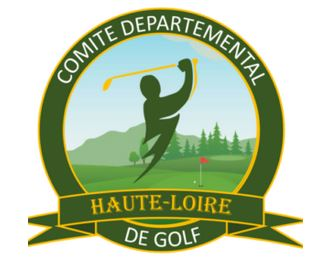 COMITE DEPARTEMENTAL
HAUTE-LOIRE
DE GOLF